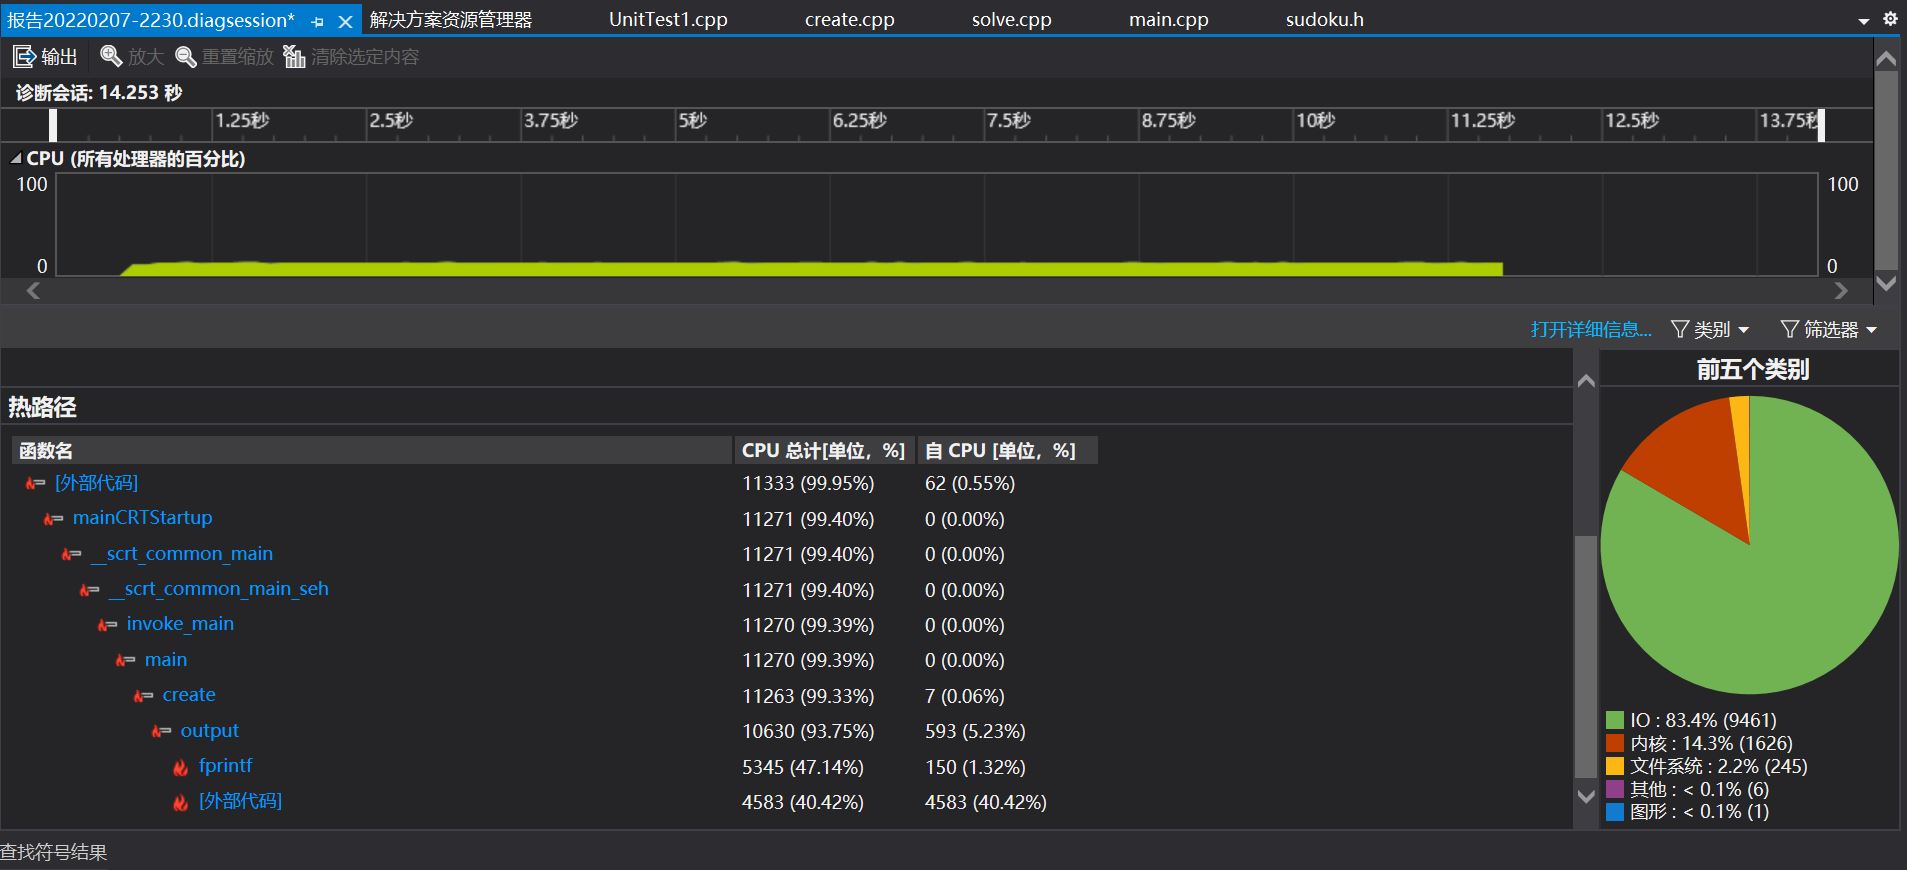 报告20220207-2230.diagsession* 解决方案资源管理器 UnitTest1.cpp create.cpp solve.cpp main.cpp sudoku.h
输出 放大 重置缩放 清除选定内容
诊断会话: 14.253 秒
1.25秒 2.5秒 3.75秒 5秒 6.25秒 7.5秒 8.75秒 10秒 11.25秒 12.5秒 13.75秒
CPU (所有处理器的百分比)
100 100
0 0
打开详细信息... 类别 筛选器
前五个类别
热路径
函数名 CPU 总计[单位，%] 自 CPU [单位，%]
[外部代码] 11333 (99.95%) 62 (0.55%)
mainCRTStartup 11271 (99.40%) 0 (0.00%)
__scrt_common_main 11271 (99.40%) 0 (0.00%)
__scrt_common_main_seh 11271 (99.40%) 0 (0.00%)
invoke_main 11270 (99.39%) 0 (0.00%)
main 11270 (99.39%) 0 (0.00%)
create 11263 (99.33%) 7 (0.06%)
output 10630 (93.75%) 593 (5.23%)
fprintf 5345 (47.14%) 150 (1.32%)
[外部代码] 4583 (40.42%) 4583 (40.42%)
IO : 83.4% (9461)
内核 : 14.3% (1626)
文件系统 : 2.2% (245)
其他 : < 0.1% (6)
图形 : < 0.1% (1)
查找符号结果